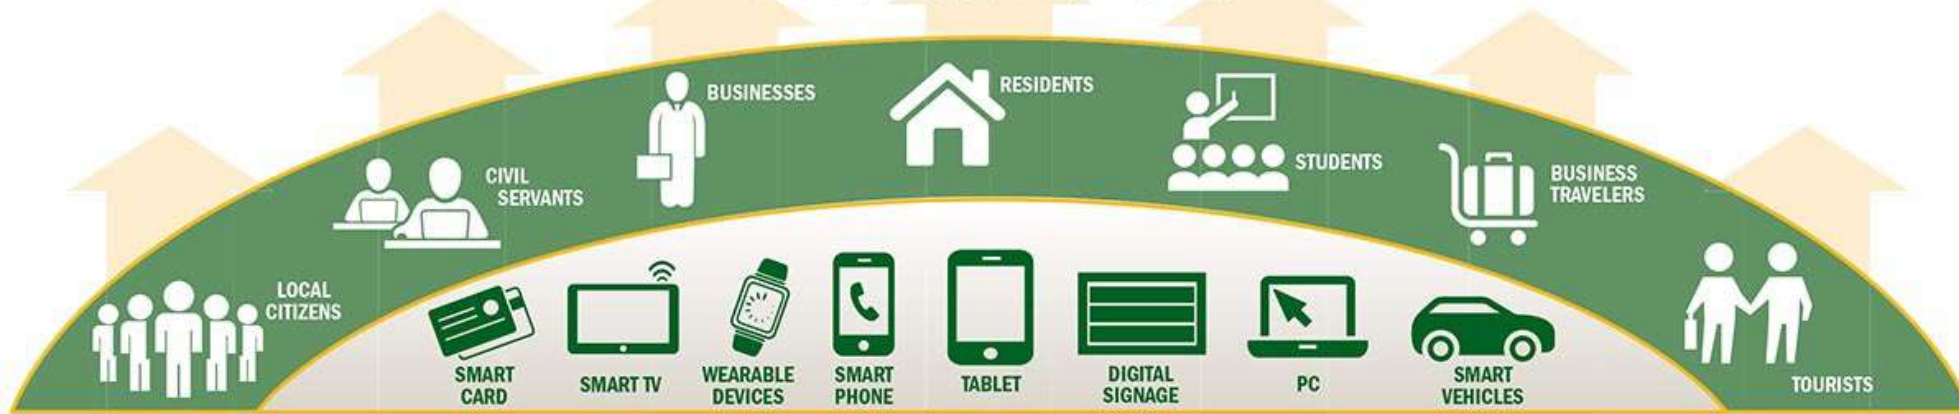 BUSINESSES
RESIDENTS
STUDENTS
CIVIL
SERVANTS
BUSINESS
TRAVELERS
LOCAL
CITIZENS
TOURISTS
SMART
CARD
SMART TV
WEARABLE
DEVICES
SMART
PHONE
TABLET
DIGITAL
SIGNAGE
PC
SMART
VEHICLES